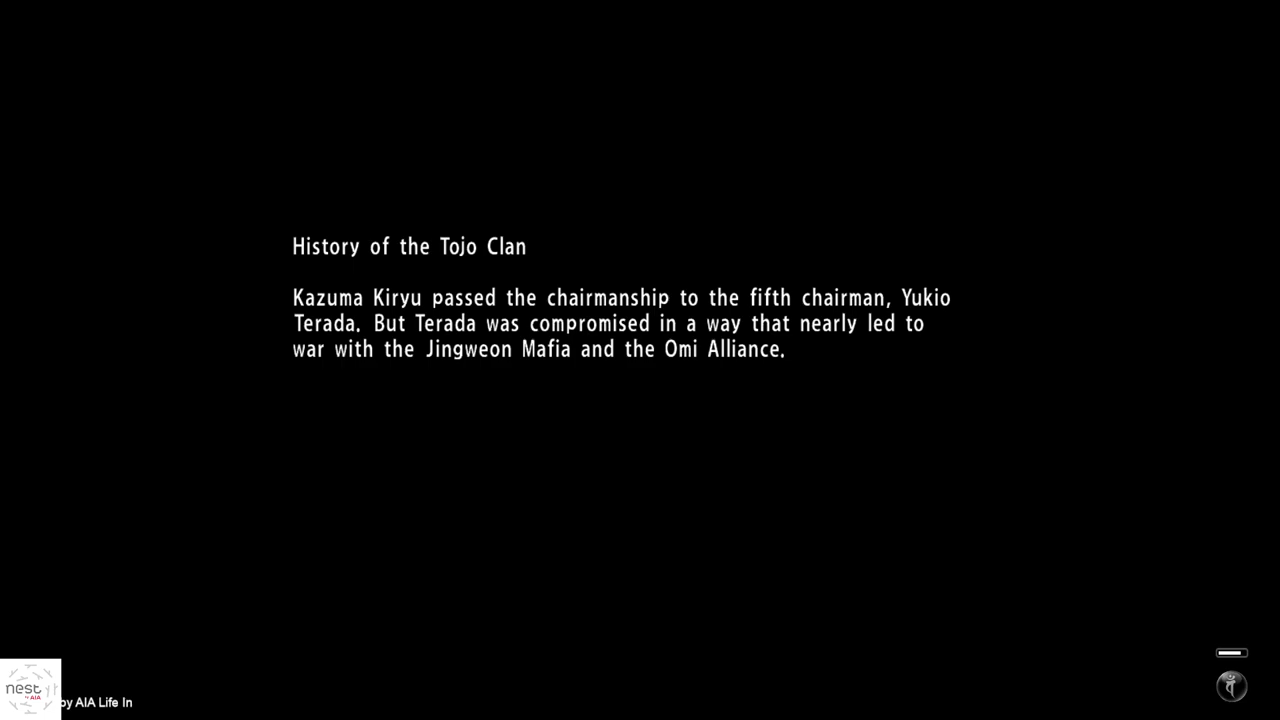 History of the Tojo Clan
Kazuma Kiryu passed the chairmanship to the fifth chairman, Yukio
Terada. But Terada was compromised in a way that nearly led to
war with the Jingweon Mafia and the Omi Alliance.
nest
by AIA
by AIA Life In